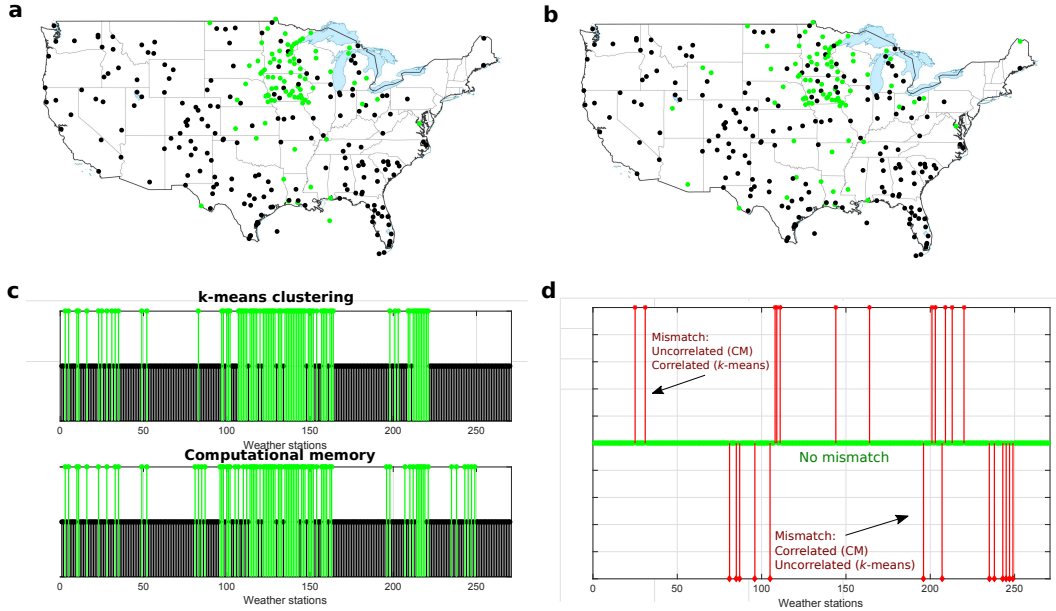 a
b
c
k-means clustering
0 50 100 150 200 250
Weather stations
Computational memory
0 50 100 150 200 250
Weather stations
d
Mismatch:
Uncorrelated (CM)
Correlated (k-means)
No mismatch
Mismatch:
Correlated (CM)
Uncorrelated (k-means)
0 50 100 150 200 250
Weather stations